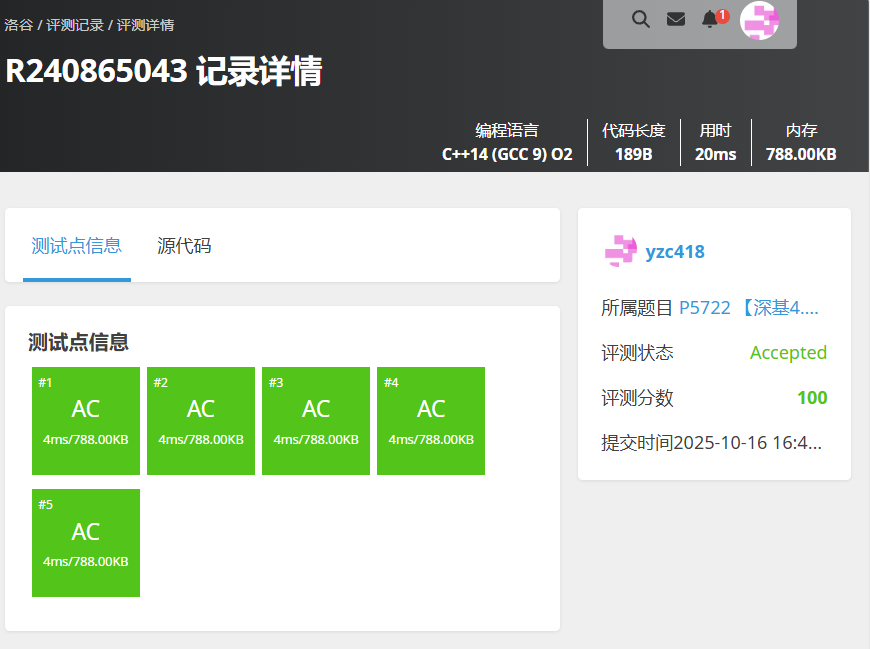 洛谷 / 评测记录 / 评测详情
1
R240865043 记录详情
编程语言
C++14 (GCC 9) O2
代码长度
189B
用时
20ms
内存
788.00KB
测试点信息
源代码
测试点信息
#1
AC
4ms/788.00KB
#2
AC
4ms/788.00KB
#3
AC
4ms/788.00KB
#4
AC
4ms/788.00KB
#5
AC
4ms/788.00KB
yzc418
所属题目 P5722 【深基4....
评测状态 Accepted
评测分数 100
提交时间2025-10-16 16:4...